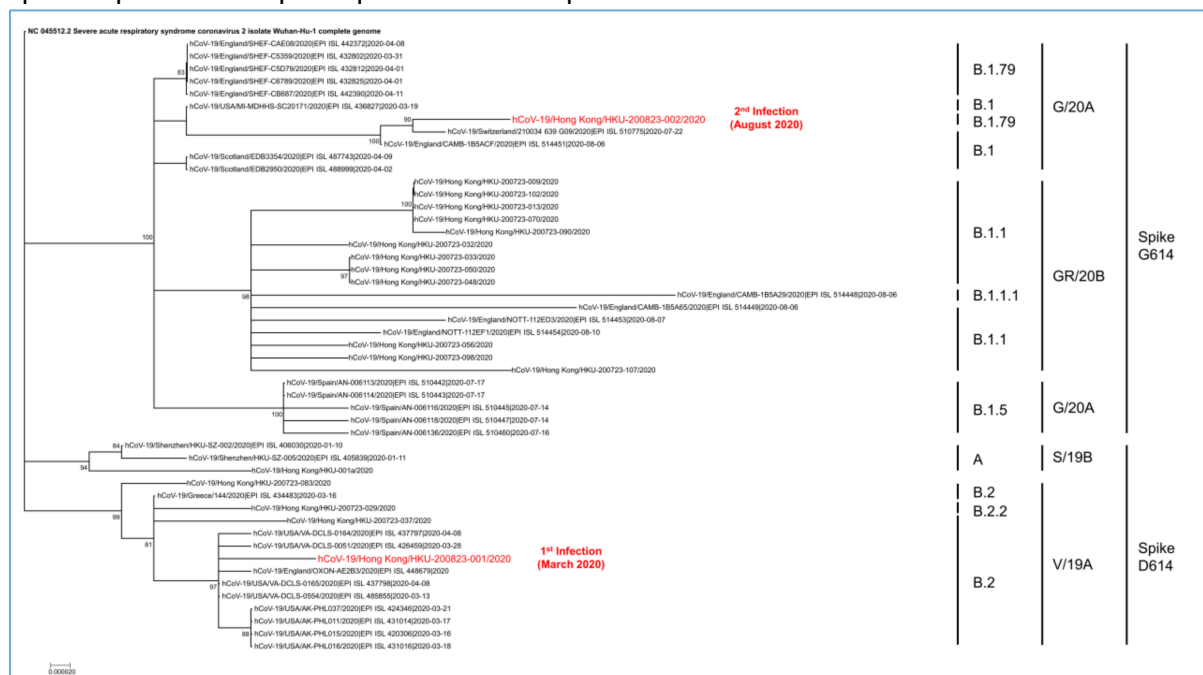 NC 045512.2 Severe acute respiratory syndrome coronavirus 2 isolate Wuhan-Hu-1 complete genome
hCoV-19/England/SHEF-CAE08/2020|EPI ISL 442372|2020-04-08
hCoV-19/England/SHEF-C5359/2020|EPI ISL 432802|2020-03-31
hCoV-19/England/SHEF-C5D79/2020|EPI ISL 432812|2020-04-01
83
hCoV-19/England/SHEF-C6789/2020|EPI ISL 432825|2020-04-01
hCoV-19/England/SHEF-CB887/2020|EPI ISL 442390|2020-04-11
B.1.79
hCoV-19/USA/MI-MDHHS-SC20171/2020|EPI ISL 436827|2020-03-19
B.1
G/20A
90
hCoV-19/Hong Kong/HKU-200823-002/2020
2nd Infection
(August 2020)
B.1.79
hCoV-19/Switzerland/210034 639 G09/2020|EPI ISL 510775|2020-07-22
100
hCoV-19/England/CAMB-1B5ACF/2020|EPI ISL 514451|2020-08-06
B.1
hCoV-19/Scotland/EDB3354/2020|EPI ISL 487743|2020-04-09
hCoV-19/Scotland/EDB2950/2020|EPI ISL 488999|2020-04-02
hCoV-19/Hong Kong/HKU-200723-009/2020
hCoV-19/Hong Kong/HKU-200723-102/2020
100
hCoV-19/Hong Kong/HKU-200723-013/2020
hCoV-19/Hong Kong/HKU-200723-070/2020
hCoV-19/Hong Kong/HKU-200723-090/2020
B.1.1
100
hCoV-19/Hong Kong/HKU-200723-032/2020
Spike
G614
hCoV-19/Hong Kong/HKU-200723-033/2020
hCoV-19/Hong Kong/HKU-200723-050/2020
97
hCoV-19/Hong Kong/HKU-200723-048/2020
GR/20B
98
hCoV-19/England/CAMB-1B5A29/2020|EPI ISL 514448|2020-08-06
B.1.1.1
hCoV-19/England/CAMB-1B5A65/2020|EPI ISL 514449|2020-08-06
hCoV-19/England/NOTT-112ED3/2020|EPI ISL 514453|2020-08-07
hCoV-19/England/NOTT-112EF1/2020|EPI ISL 514454|2020-08-10
hCoV-19/Hong Kong/HKU-200723-056/2020
B.1.1
hCoV-19/Hong Kong/HKU-200723-098/2020
hCoV-19/Hong Kong/HKU-200723-107/2020
hCoV-19/Spain/AN-006113/2020|EPI ISL 510442|2020-07-17
hCoV-19/Spain/AN-006114/2020|EPI ISL 510443|2020-07-17
hCoV-19/Spain/AN-006116/2020|EPI ISL 510445|2020-07-14
B.1.5
G/20A
100
hCoV-19/Spain/AN-006118/2020|EPI ISL 510447|2020-07-14
hCoV-19/Spain/AN-006136/2020|EPI ISL 510460|2020-07-16
84
hCoV-19/Shenzhen/HKU-SZ-002/2020|EPI ISL 406030|2020-01-10
hCoV-19/Shenzhen/HKU-SZ-005/2020|EPI ISL 405839|2020-01-11
A
S/19B
94
hCoV-19/Hong Kong/HKU-001a/2020
hCoV-19/Hong Kong/HKU-200723-083/2020
hCoV-19/Greece/144/2020|EPI ISL 434483|2020-03-16
B.2
hCoV-19/Hong Kong/HKU-200723-029/2020
B.2.2
99
hCoV-19/Hong Kong/HKU-200723-037/2020
hCoV-19/USA/VA-DCLS-0164/2020|EPI ISL 437797|2020-04-08
81
hCoV-19/USA/VA-DCLS-0051/2020|EPI ISL 426459|2020-03-28
hCoV-19/Hong Kong/HKU-200823-001/2020
1st Infection
(March 2020)
V/19A
Spike
D614
hCoV-19/England/OXON-AE2B3/2020|EPI ISL 448679|2020
97
hCoV-19/USA/VA-DCLS-0165/2020|EPI ISL 437798|2020-04-08
B.2
hCoV-19/USA/VA-DCLS-0554/2020|EPI ISL 485855|2020-03-13
hCoV-19/USA/AK-PHL037/2020|EPI ISL 424346|2020-03-21
hCoV-19/USA/AK-PHL011/2020|EPI ISL 431014|2020-03-17
88
hCoV-19/USA/AK-PHL015/2020|EPI ISL 420306|2020-03-16
hCoV-19/USA/AK-PHL016/2020|EPI ISL 431016|2020-03-18
0.000020